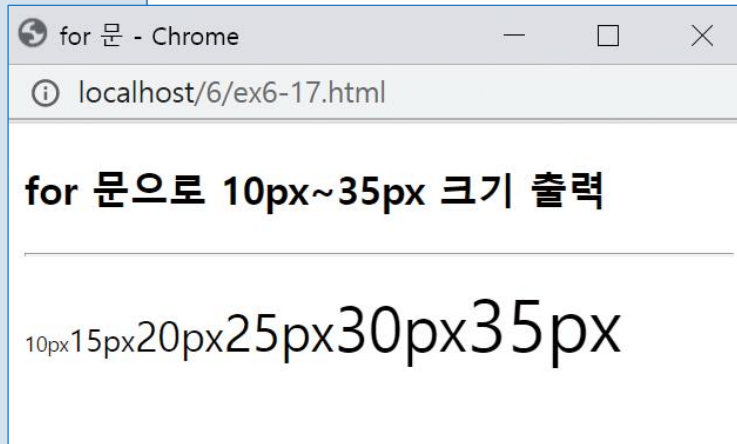 for 문 - Chrome
localhost/6/ex6-17.html
for 문으로 10px~35px 크기 출력
10px15px20px25px30px35px